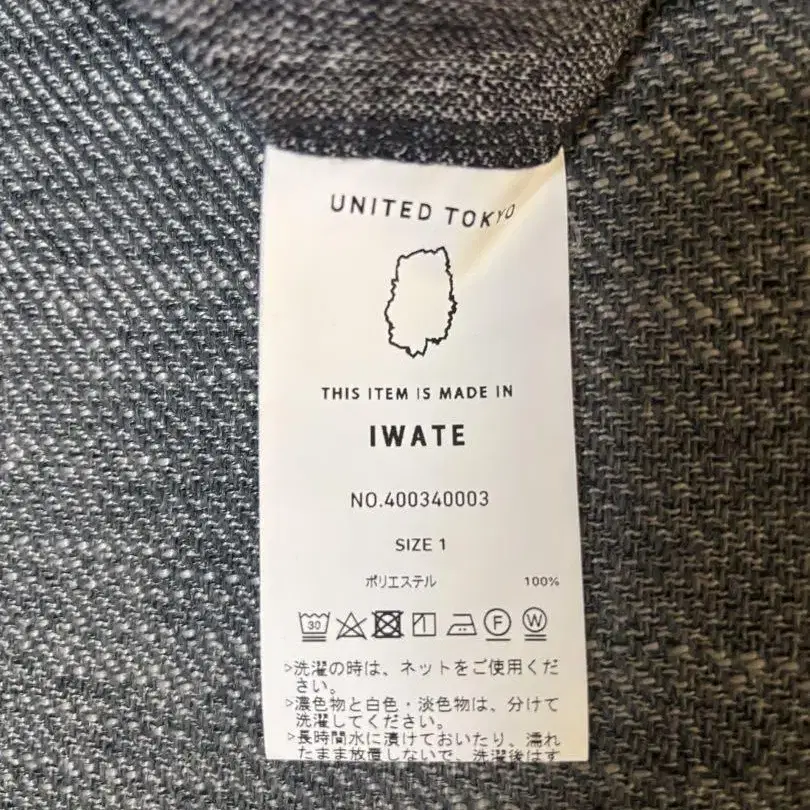 UNITED TOKYO
THIS ITEM IS MADE IN
IWATE
NO.400340003
SIZE 1
ポリエステル 100%
30 F W
>洗濯の時は、ネットをご使用くだ
さい。
>濃色物と白色・淡色物は、分けて
洗濯してください。
>長時間水に漬けておいたり、濡れ
たまま放置しないで、洗濯後はす